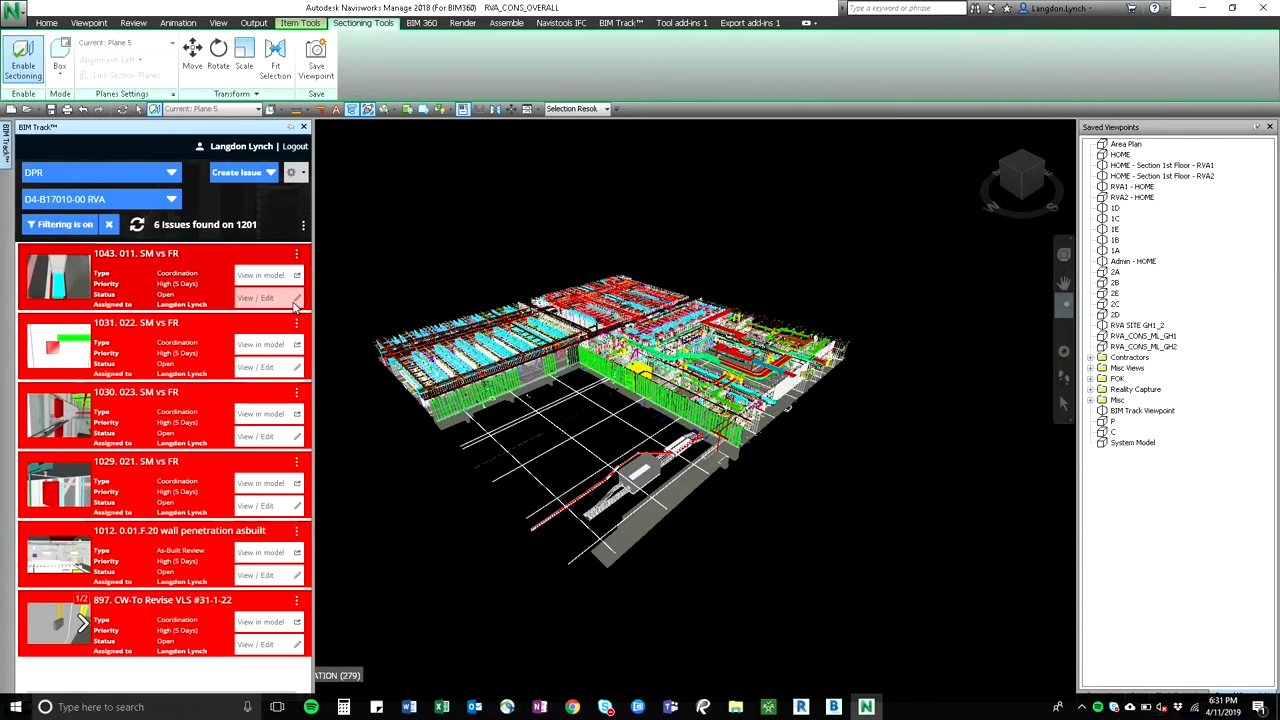 Autodesk Navisworks Manage 2018 (For BIM360) RVA_CONS_OVERALL
Type a keyword or phrase
Langdon.Lynch
Home Viewpoint Review Animation View Output Item Tools Sectioning Tools BIM 360 Render Assemble Navistools IFC BIM Track™ Tool add-ins 1 Export add-ins 1
Enable Sectioning
Box
Current: Plane 5
Alignment: Left
Link Section Planes
Move Rotate Scale Fit Selection
Save Viewpoint
Enable Mode Planes Settings Transform Save
Current: Plane 5
Selection Resol
BIM Track™
BIM Track™
Saved Viewpoints
Langdon Lynch | Logout
DPR
Create Issue
D4-B17010-00 RVA
Filtering is on
6 Issues found on 1201
1043. 011. SM vs FR
Type Coordination View in model
Priority High (5 Days)
Status Open View / Edit
Assigned to Langdon Lynch
1031. 022. SM vs FR
Type Coordination View in model
Priority High (5 Days)
Status Open View / Edit
Assigned to Langdon Lynch
1030. 023. SM vs FR
Type Coordination View in model
Priority High (5 Days)
Status Open View / Edit
Assigned to Langdon Lynch
1029. 021. SM vs FR
Type Coordination View in model
Priority High (5 Days)
Status Open View / Edit
Assigned to Langdon Lynch
1012. 0.01.F.20 wall penetration asbuilt
Type As-Built Review View in model
Priority High (5 Days)
Status Open View / Edit
Assigned to Langdon Lynch
1/2
897. CW-To Revise VLS #31-1-22
Type Coordination View in model
Priority High (5 Days)
Status Open View / Edit
Assigned to Langdon Lynch
ATION (279)
Area Plan
HOME
HOME - Section 1st Floor - RVA1
HOME - Section 1st Floor - RVA2
RVA1 - HOME
RVA2 - HOME
1D
1C
1E
1B
1A
Admin - HOME
2A
2B
2E
2C
2D
RVA SITE GH1_2
RVA_CONS_ML_GH1
RVA_CONS_ML_GH2
Contractors
Misc Views
FOK
Reality Capture
Misc
BIM Track Viewpoint
P
C
System Model
Type here to search
6:31 PM
4/11/2019